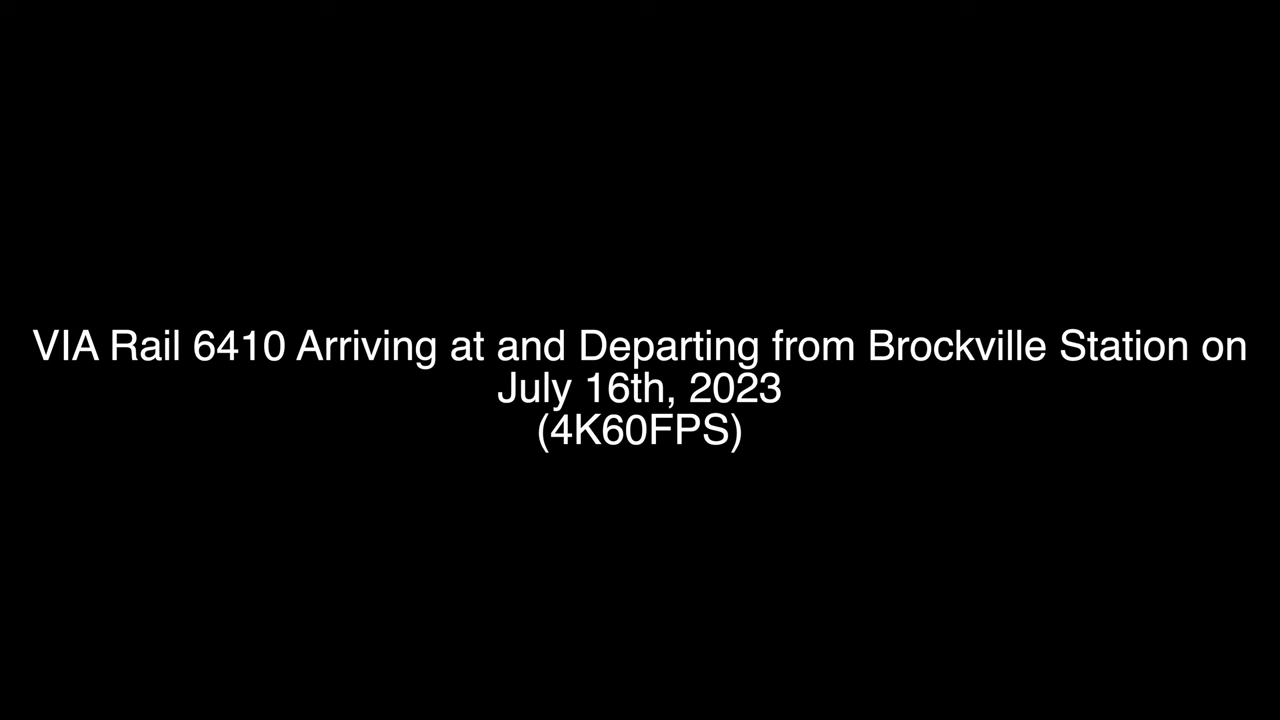 VIA Rail 6410 Arriving at and Departing from Brockville Station on
July 16th, 2023
(4K60FPS)